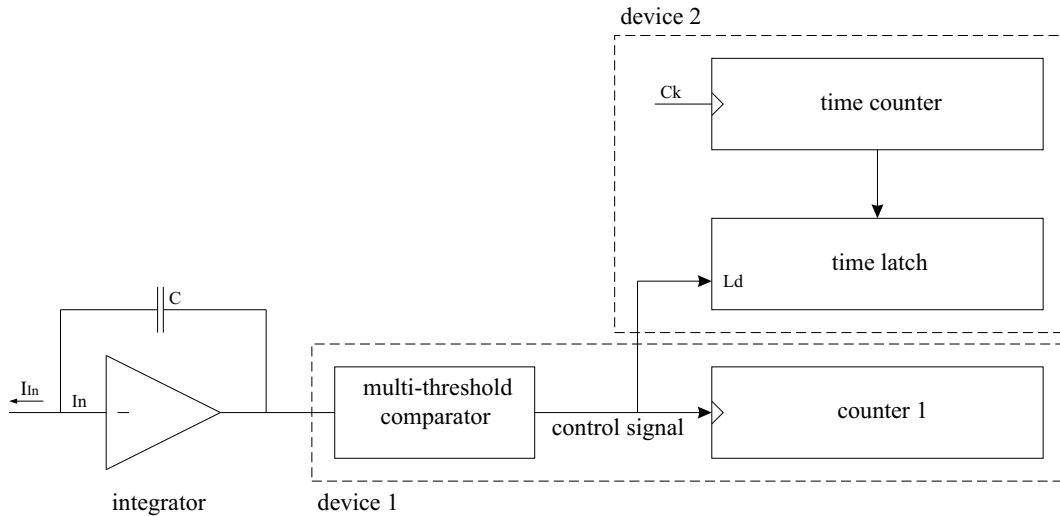 device 2
Ck
time counter
time latch
Ld
C
IIn
In
−
multi-threshold
comparator
control signal
counter 1
integrator
device 1